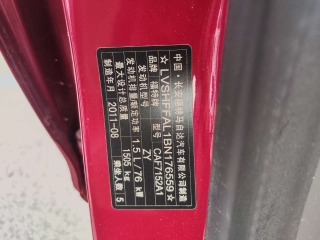 中国·长安福特马自达汽车有限公司制造
☆LVSHFFAL1BN176559☆
品牌 福特牌 型号 CAF7152A1
发动机型号 ZY
发动机排量额定功率 1.5L 76 kW
最大设计总质量 1505 kg
制造年月 2011-08 乘坐人数 5